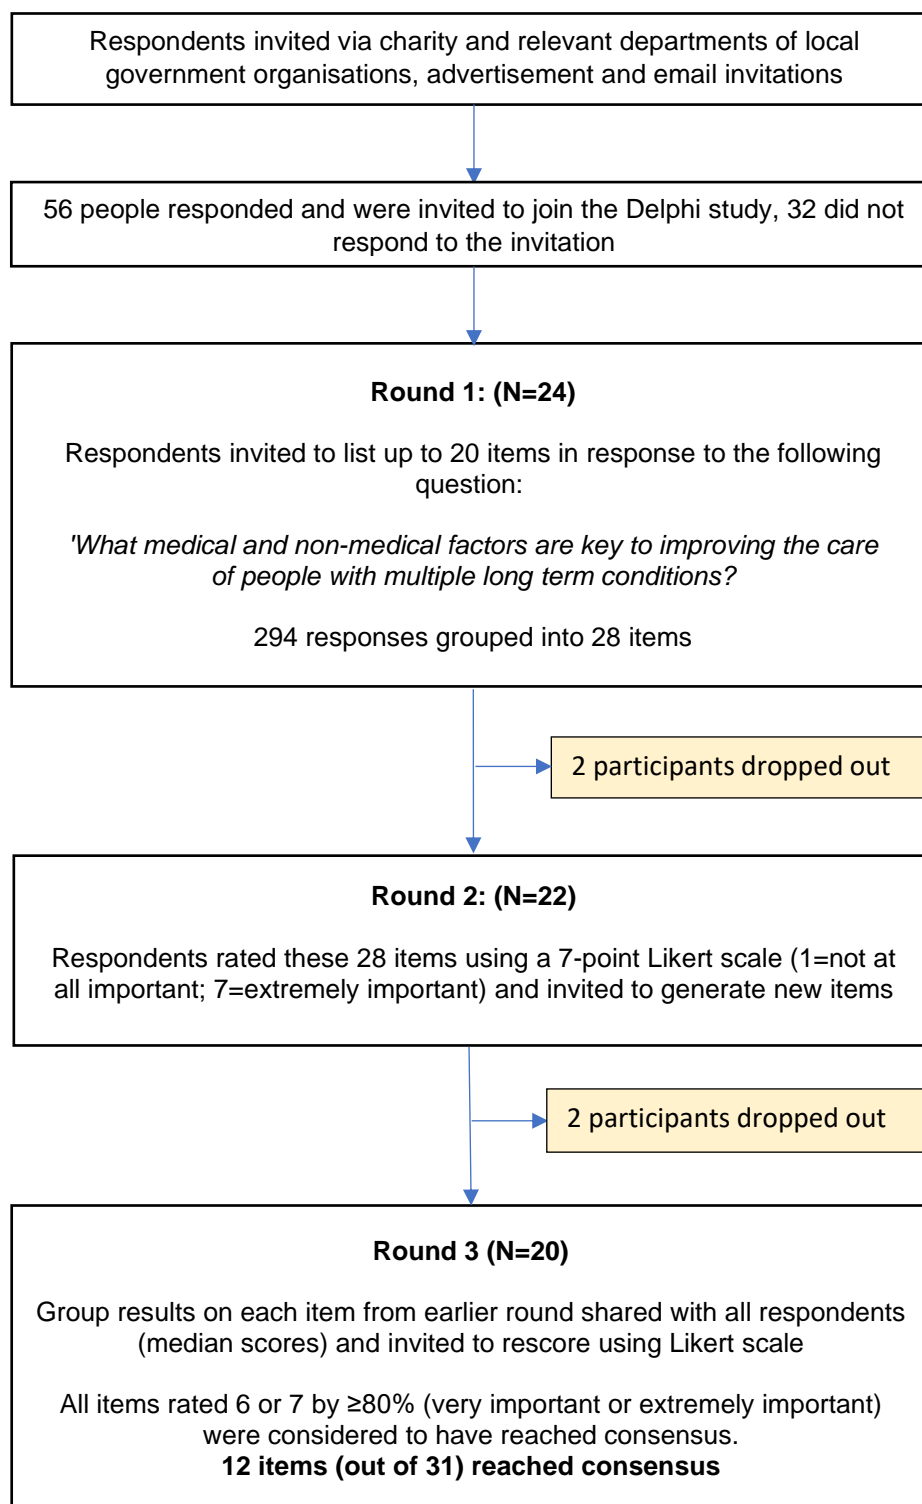 Respondents invited via charity and relevant departments of local
government organisations, advertisement and email invitations
56 people responded and were invited to join the Delphi study, 32 did not
respond to the invitation
Round 1: (N=24)
Respondents invited to list up to 20 items in response to the following
question:
'What medical and non-medical factors are key to improving the care
of people with multiple long term conditions?
294 responses grouped into 28 items
2 participants dropped out
Round 2: (N=22)
Respondents rated these 28 items using a 7-point Likert scale (1=not at
all important; 7=extremely important) and invited to generate new items
2 participants dropped out
Round 3 (N=20)
Group results on each item from earlier round shared with all respondents
(median scores) and invited to rescore using Likert scale
All items rated 6 or 7 by ≥80% (very important or extremely important)
were considered to have reached consensus.
12 items (out of 31) reached consensus